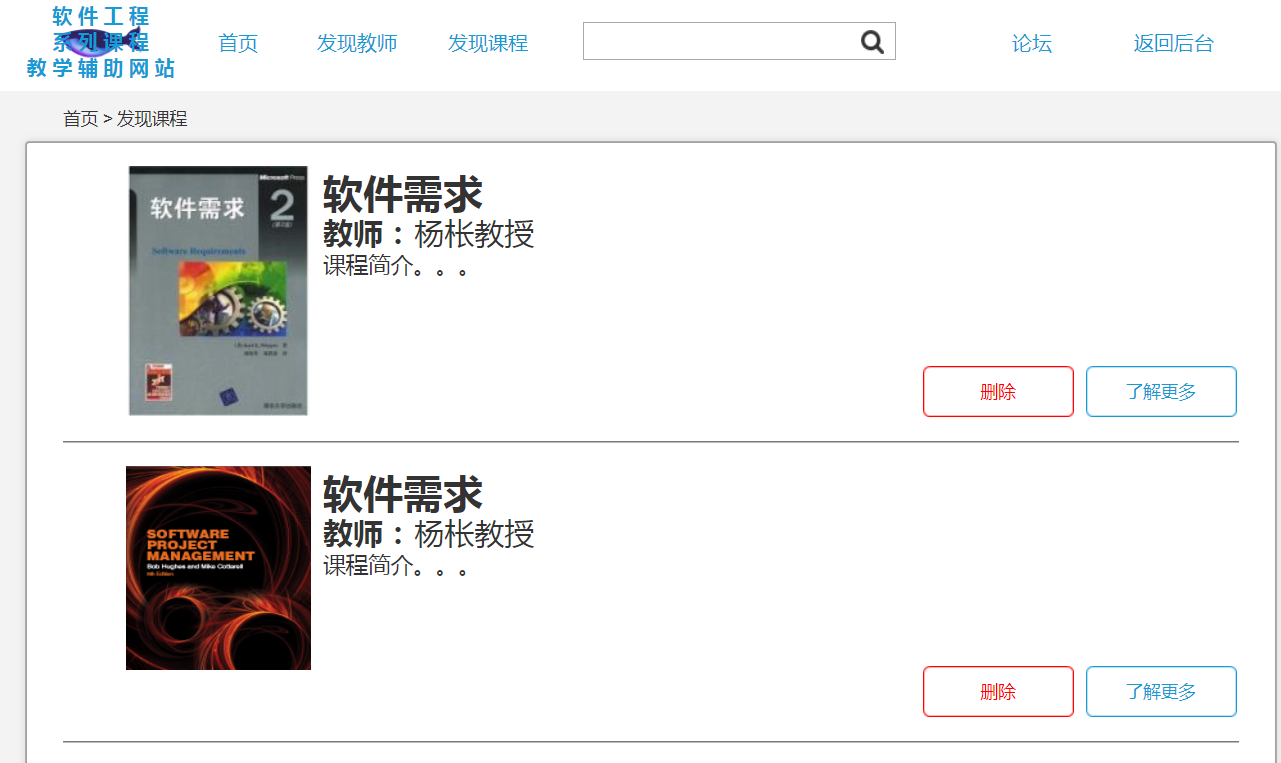 软件工程
系列课程
教学辅助网站
首页
发现教师
发现课程
论坛
返回后台
首页 > 发现课程
Microsoft Press
软件需求
2
Software Requirements
软件需求
教师：杨枨教授
课程简介。。。
删除
了解更多
SOFTWARE
PROJECT
MANAGEMENT
Bob Hughes and Mike Cotterell
5th Edition
软件需求
教师：杨枨教授
课程简介。。。
删除
了解更多